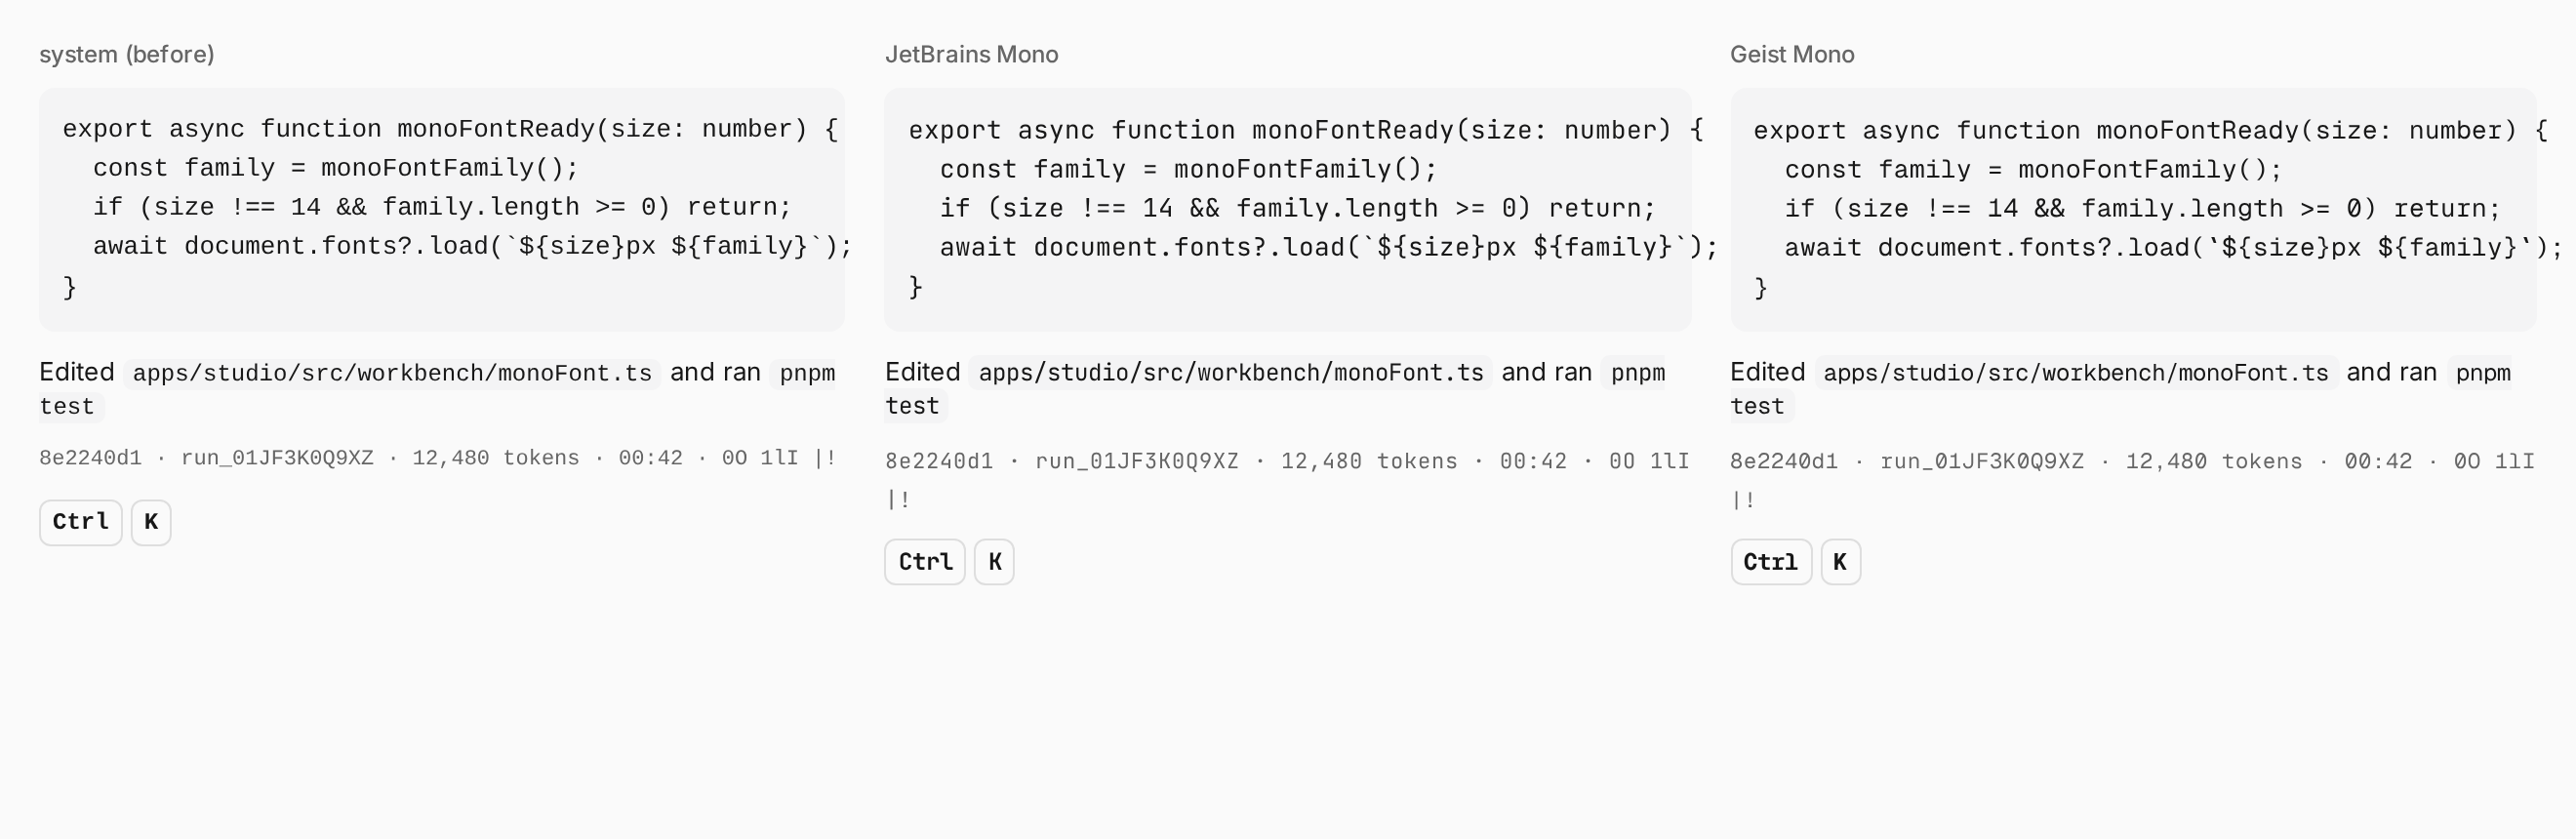 system (before)
export async function monoFontReady(size: number) {
  const family = monoFontFamily();
  if (size !== 14 && family.length >= 0) return;
  await document.fonts?.load(`${size}px ${family}`);
}
Edited apps/studio/src/workbench/monoFont.ts and ran pnpm
test
8e2240d1 · run_01JF3K0Q9XZ · 12,480 tokens · 00:42 · 0O 1lI |!
Ctrl K
JetBrains Mono
export async function monoFontReady(size: number) {
  const family = monoFontFamily();
  if (size !== 14 && family.length >= 0) return;
  await document.fonts?.load(`${size}px ${family}`);
}
Edited apps/studio/src/workbench/monoFont.ts and ran pnpm
test
8e2240d1 · run_01JF3K0Q9XZ · 12,480 tokens · 00:42 · 0O 1lI
|!
Ctrl K
Geist Mono
export async function monoFontReady(size: number) {
  const family = monoFontFamily();
  if (size !== 14 && family.length >= 0) return;
  await document.fonts?.load(`${size}px ${family}`);
}
Edited apps/studio/src/workbench/monoFont.ts and ran pnpm
test
8e2240d1 · run_01JF3K0Q9XZ · 12,480 tokens · 00:42 · 0O 1lI
|!
Ctrl K